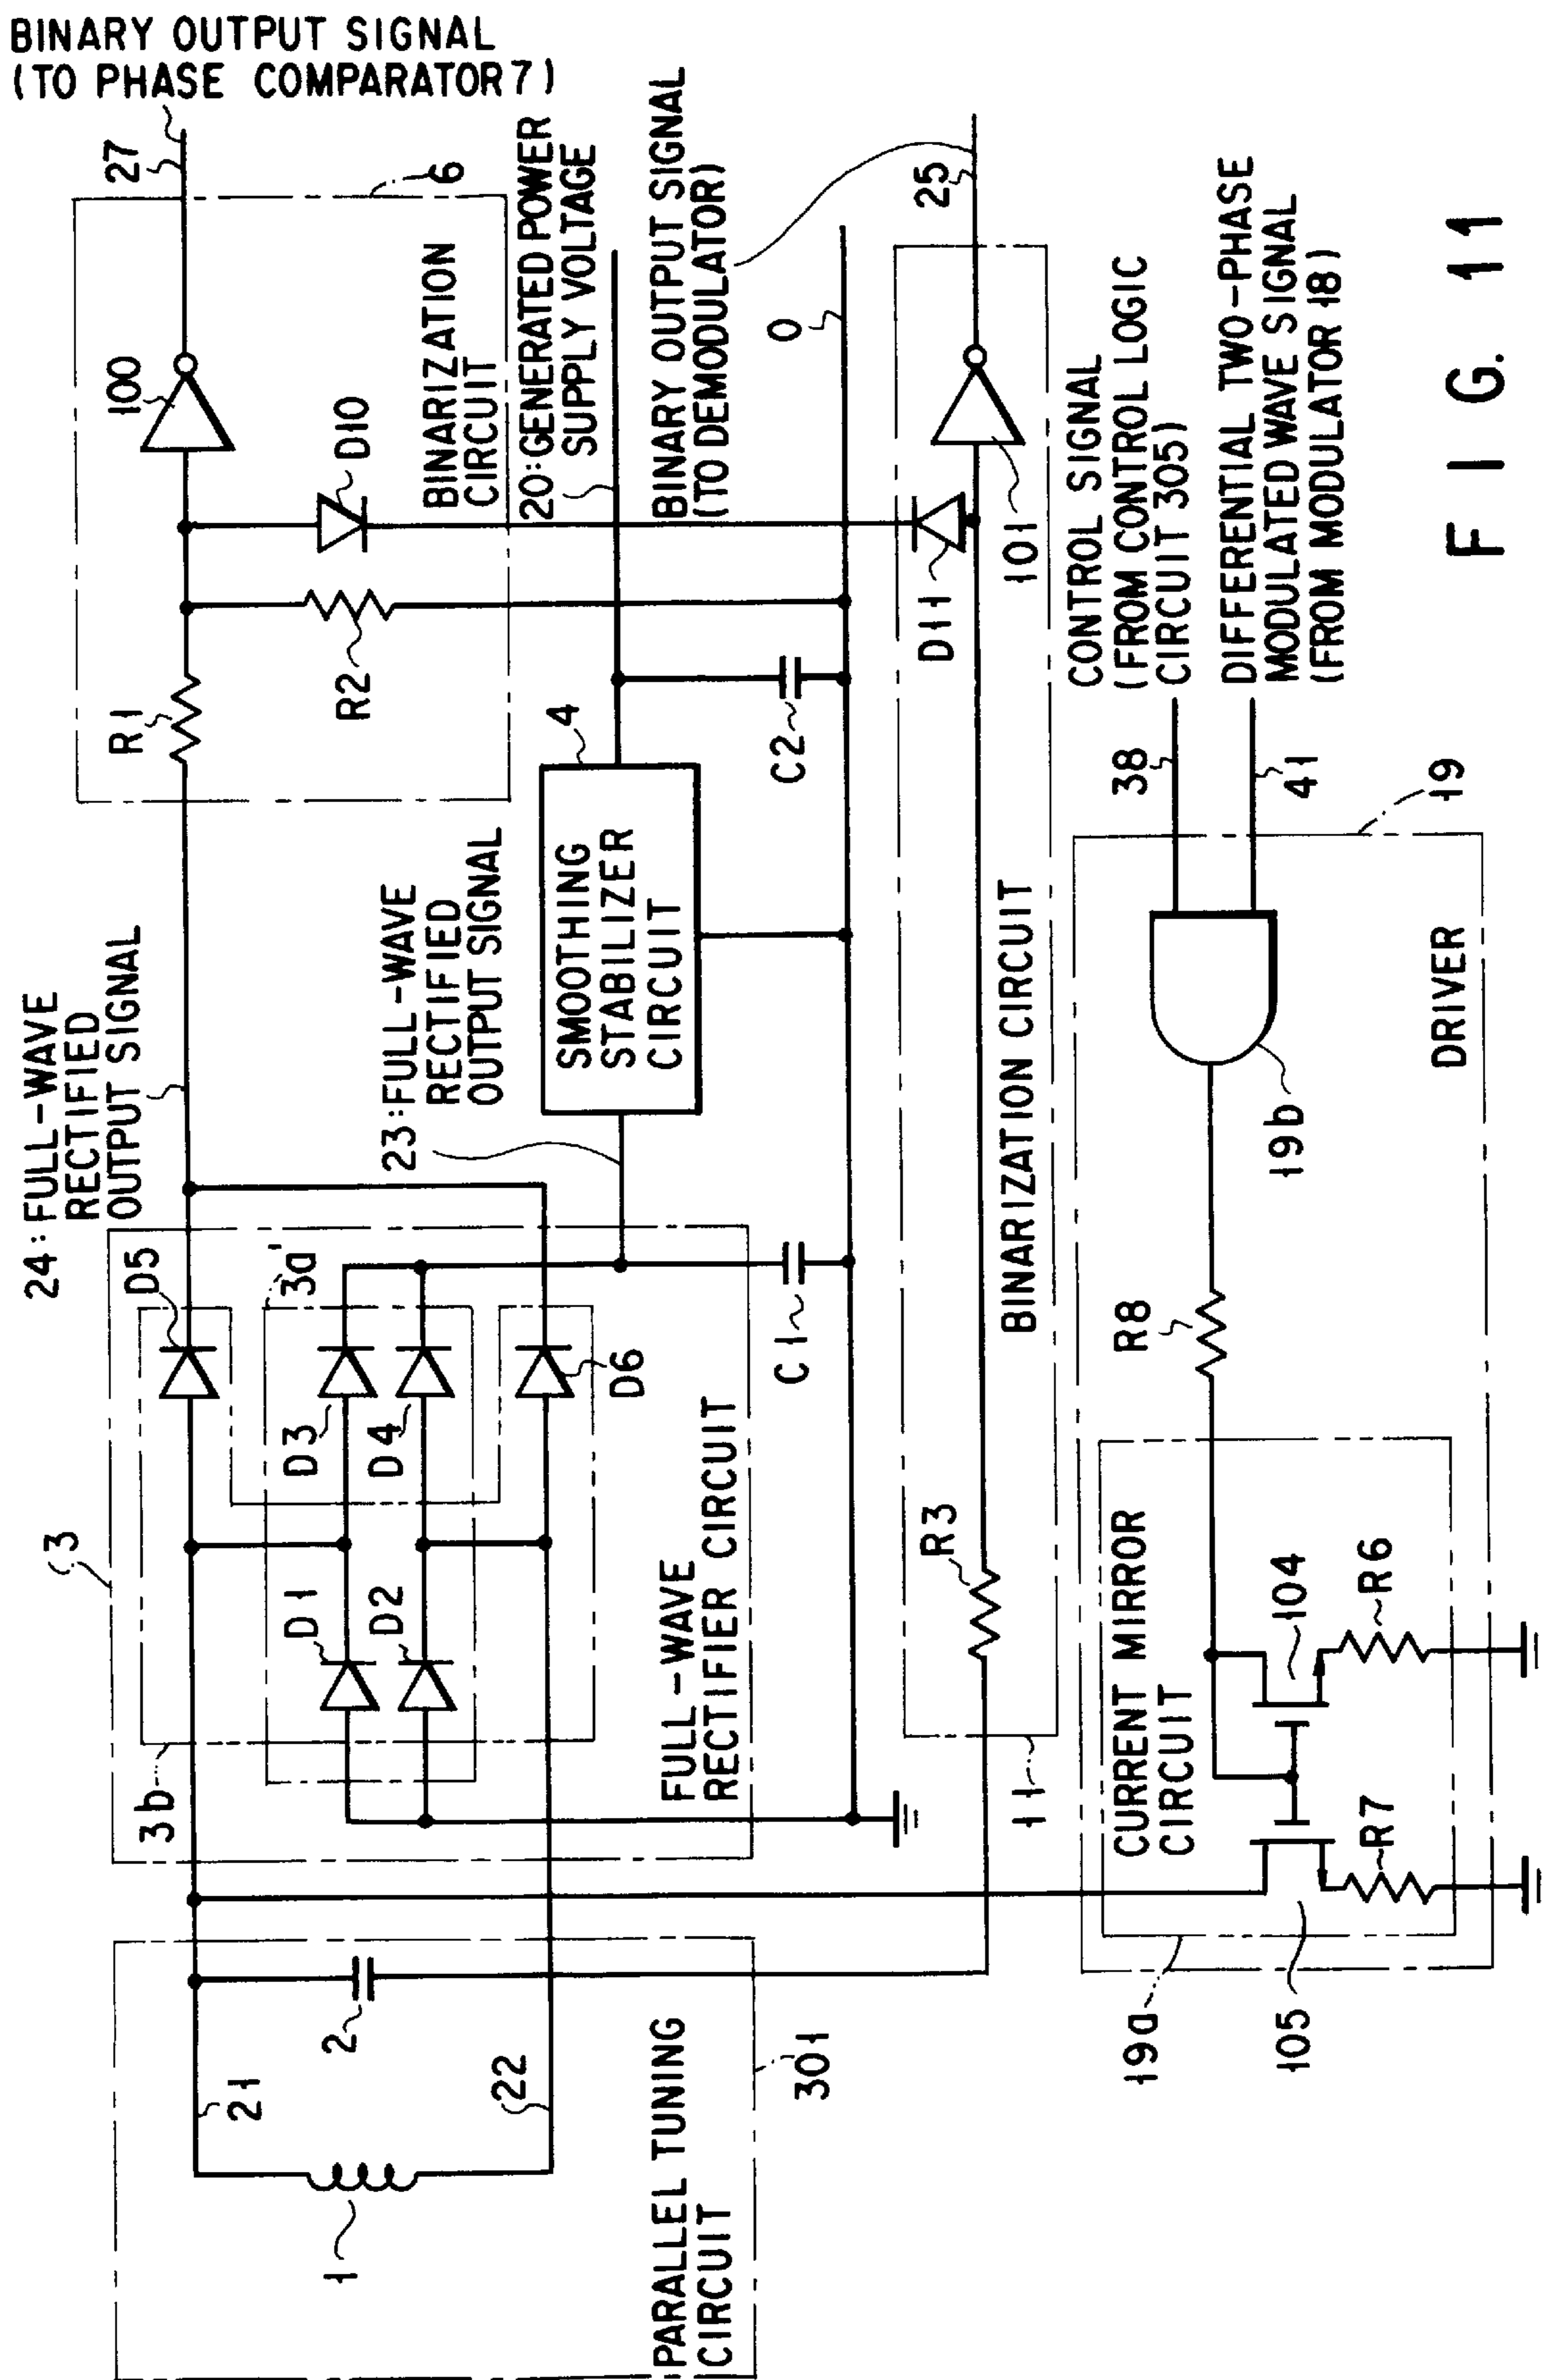 BINARY OUTPUT SIGNAL
(TO PHASE COMPARATOR 7)
27
6
100
D10
BINARIZATION
CIRCUIT
R1
R2
20:GENERATED POWER
SUPPLY VOLTAGE
BINARY OUTPUT SIGNAL
(TO DEMODULATOR)
25
0
D11
101
24:FULL-WAVE
RECTIFIED
OUTPUT SIGNAL
23:FULL-WAVE
RECTIFIED
OUTPUT SIGNAL
4
SMOOTHING
STABILIZER
CIRCUIT
C2
C1
3
3b
3a
D5
D3
D4
D6
D1
D2
FULL-WAVE
RECTIFIER CIRCUIT
BINARIZATION CIRCUIT
R3
11
21
22
1
2
PARALLEL TUNING
CIRCUIT
301
CONTROL SIGNAL
(FROM CONTROL LOGIC
CIRCUIT 305)
DIFFERENTIAL TWO-PHASE
MODULATED WAVE SIGNAL
(FROM MODULATOR 18)
38
41
19
DRIVER
19b
R8
CURRENT MIRROR
CIRCUIT
104
R6
R7
105
19a
FIG. 11